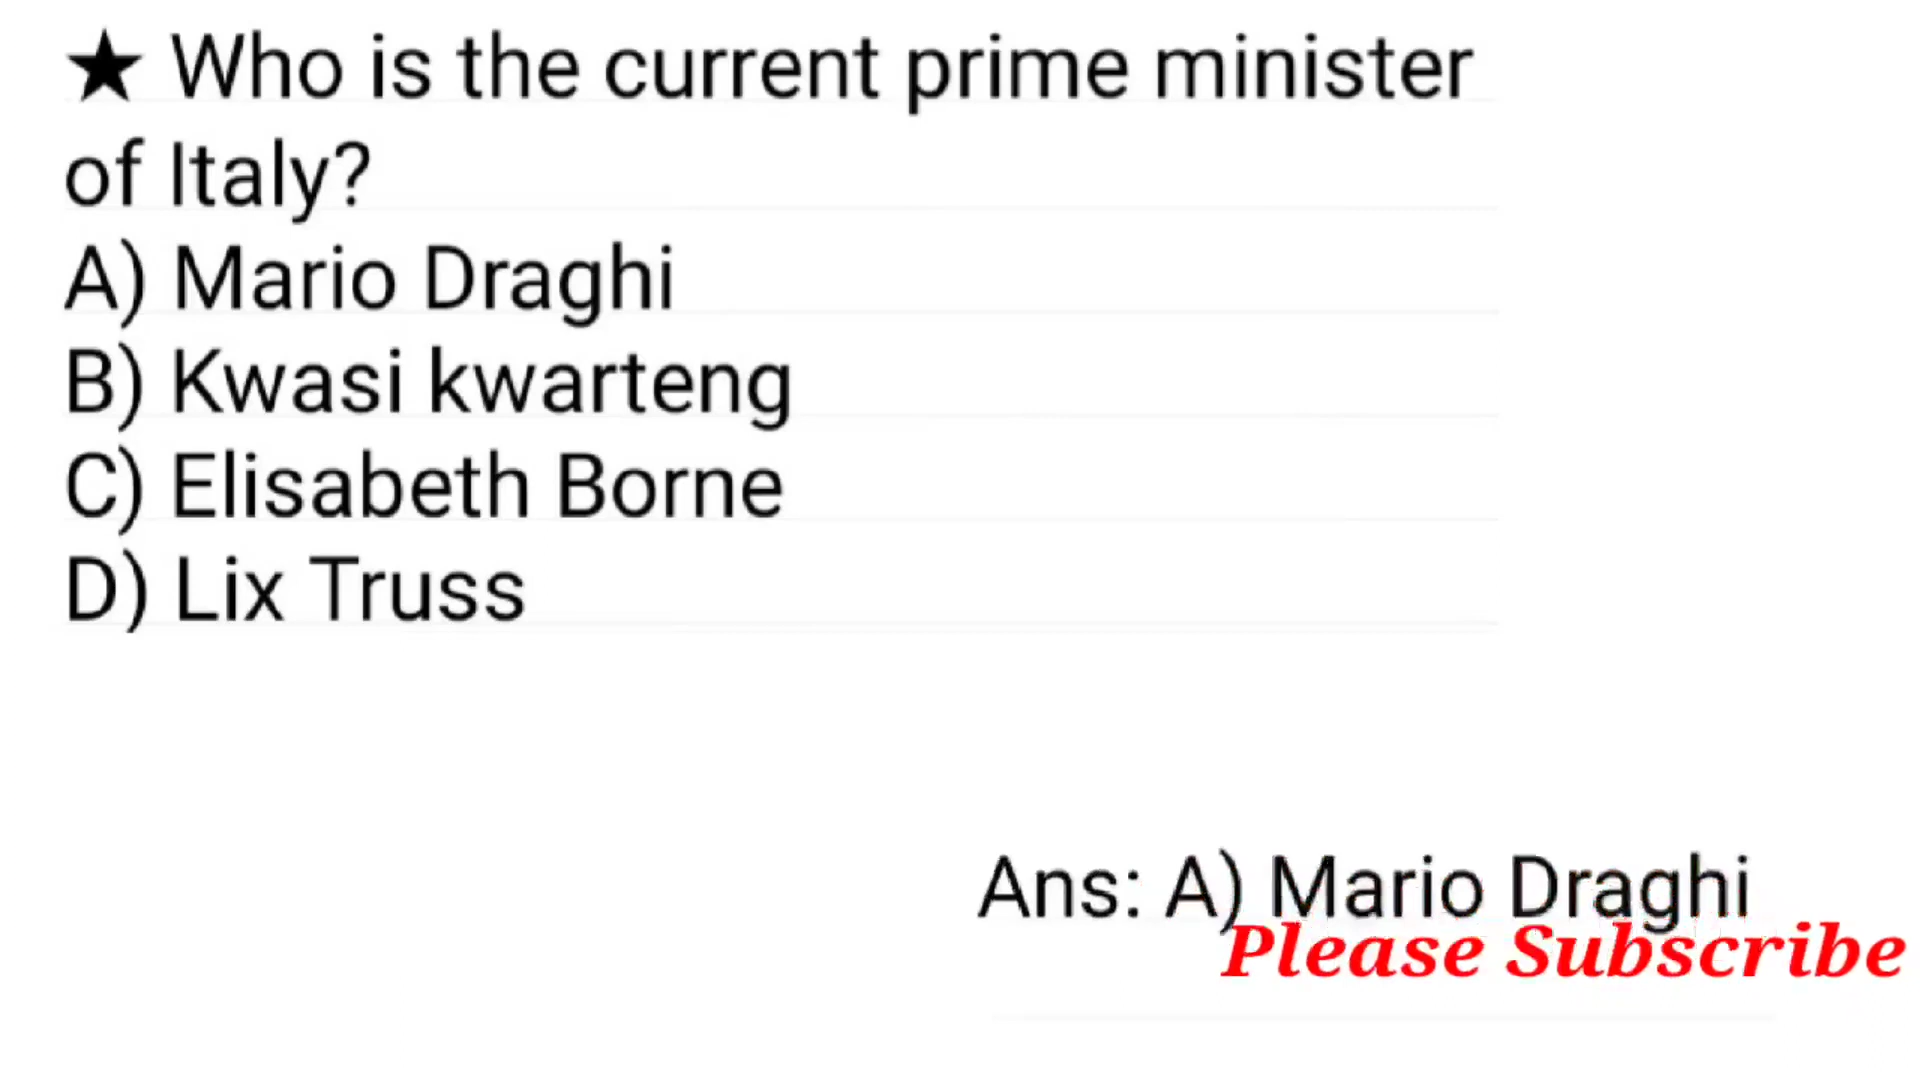 ★ Who is the current prime minister
of Italy?
A) Mario Draghi
B) Kwasi kwarteng
C) Elisabeth Borne
D) Lix Truss
Ans: A) Mario Draghi
Please Subscribe